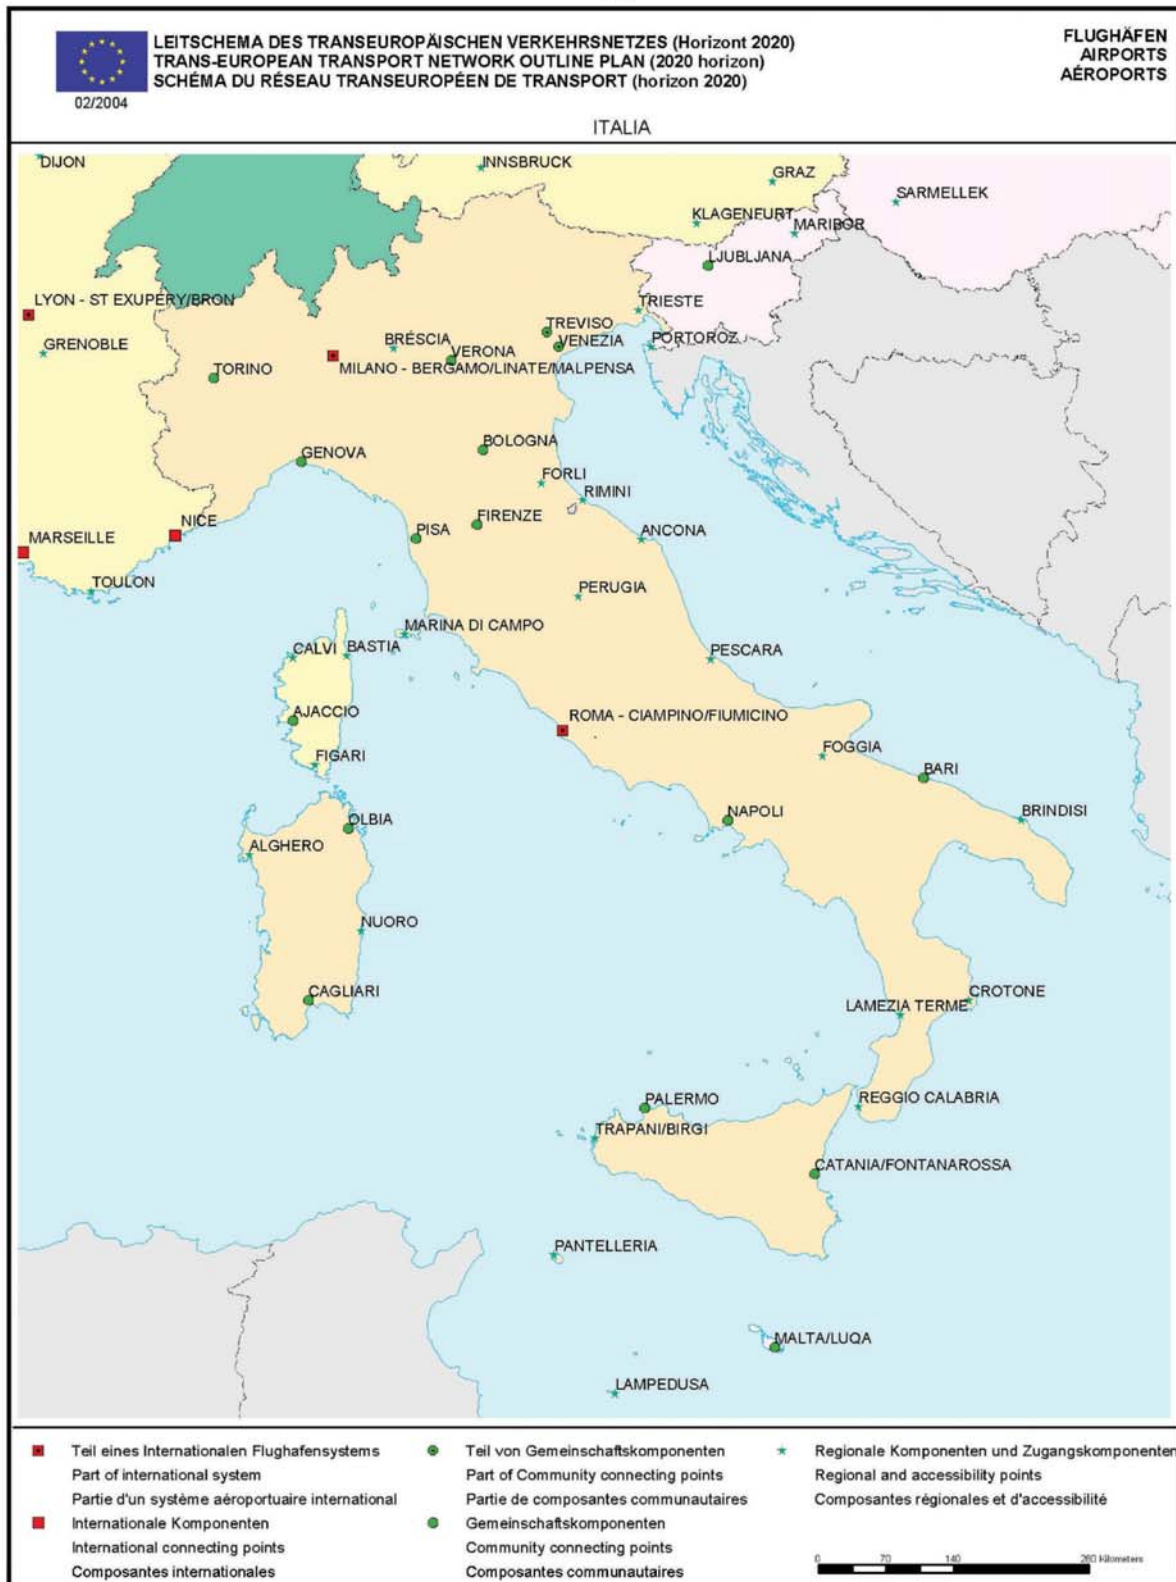 LEITSCHEMA DES TRANSEUROPÄISCHEN VERKEHRSNETZES (Horizont 2020)
TRANS-EUROPEAN TRANSPORT NETWORK OUTLINE PLAN (2020 horizon)
SCHÉMA DU RÉSEAU TRANSEUROPÉEN DE TRANSPORT (horizon 2020)
02/2004
FLUGHÄFEN
AIRPORTS
AÉROPORTS
ITALIA
DIJON
INNSBRUCK
GRAZ
SARMELLEK
KLAGENFURT
MARIBOR
LJUBLJANA
LYON - ST EXUPERY/BRON
TRIESTE
TREVISO
GRENOBLE
BRÉSCIA
VERONA
VENEZIA
PORTOROZ
TORINO
MILANO - BERGAMO/LINATE/MALPENSA
BOLOGNA
GENOVA
FORLI
RIMINI
NICE
PISA
FIRENZE
ANCONA
MARSEILLE
TOULON
PERUGIA
MARINA DI CAMPO
CALVI
BASTIA
PESCARA
AJACCIO
ROMA - CIAMPINO/FIUMICINO
FIGARI
FOGGIA
BARI
OLBIA
NAPOLI
BRINDISI
ALGHERO
NUORO
CAGLIARI
CROTONE
LAMEZIA TERME
PALERMO
REGGIO CALABRIA
TRAPANI/BIRGI
CATANIA/FONTANAROSSA
PANTELLERIA
MALTA/LUQA
LAMPEDUSA
Teil eines Internationalen Flughafensystems
Part of international system
Partie d'un système aéroportuaire international
Internationale Komponenten
International connecting points
Composantes internationales
Teil von Gemeinschaftskomponenten
Part of Community connecting points
Partie de composantes communautaires
Gemeinschaftskomponenten
Community connecting points
Composantes communautaires
Regionale Komponenten und Zugangskomponenten
Regional and accessibility points
Composantes régionales et d'accessibilité
0 70 140 280 Kilometers